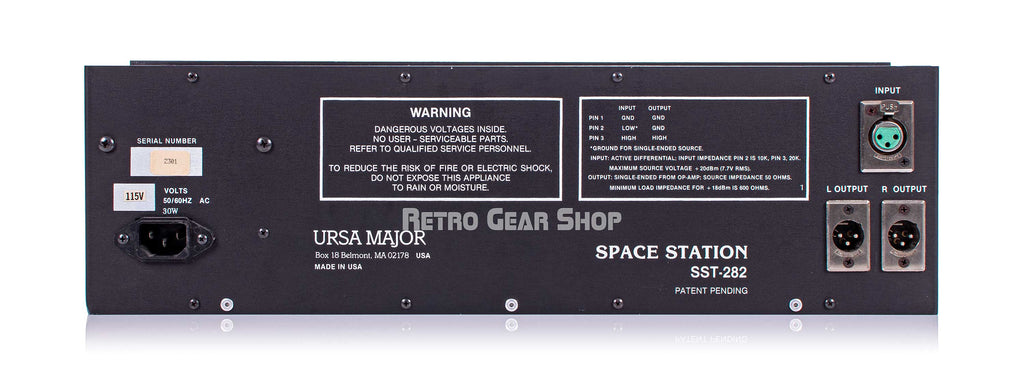 SERIAL NUMBER
2301
115V
VOLTS
50/60HZ AC
30W
WARNING
DANGEROUS VOLTAGES INSIDE.
NO USER - SERVICEABLE PARTS.
REFER TO QUALIFIED SERVICE PERSONNEL.
TO REDUCE THE RISK OF FIRE OR ELECTRIC SHOCK,
DO NOT EXPOSE THIS APPLIANCE
TO RAIN OR MOISTURE.
INPUT OUTPUT
PIN 1 GND GND
PIN 2 LOW* GND
PIN 3 HIGH HIGH
*GROUND FOR SINGLE-ENDED SOURCE.
INPUT: ACTIVE DIFFERENTIAL; INPUT IMPEDANCE PIN 2 IS 10K, PIN 3, 20K.
MAXIMUM SOURCE VOLTAGE +20dBm (7.7V RMS).
OUTPUT: SINGLE-ENDED FROM OP-AMP; SOURCE IMPEDANCE 50 OHMS.
MINIMUM LOAD IMPEDANCE FOR +18dBm IS 600 OHMS.
INPUT
PUSH
L OUTPUT R OUTPUT
RETRO GEAR SHOP
URSA MAJOR
Box 18 Belmont, MA 02178 USA
MADE IN USA
SPACE STATION
SST-282
PATENT PENDING